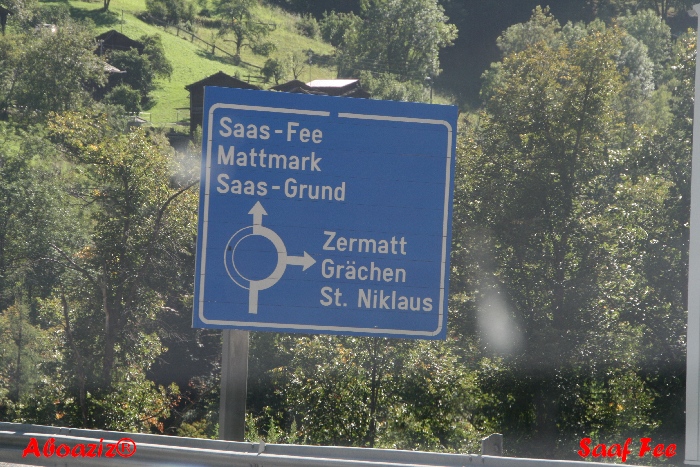 Saas-Fee
Mattmark
Saas-Grund
Zermatt
Grächen
St. Niklaus
Aboaziz®
Saaf Fee